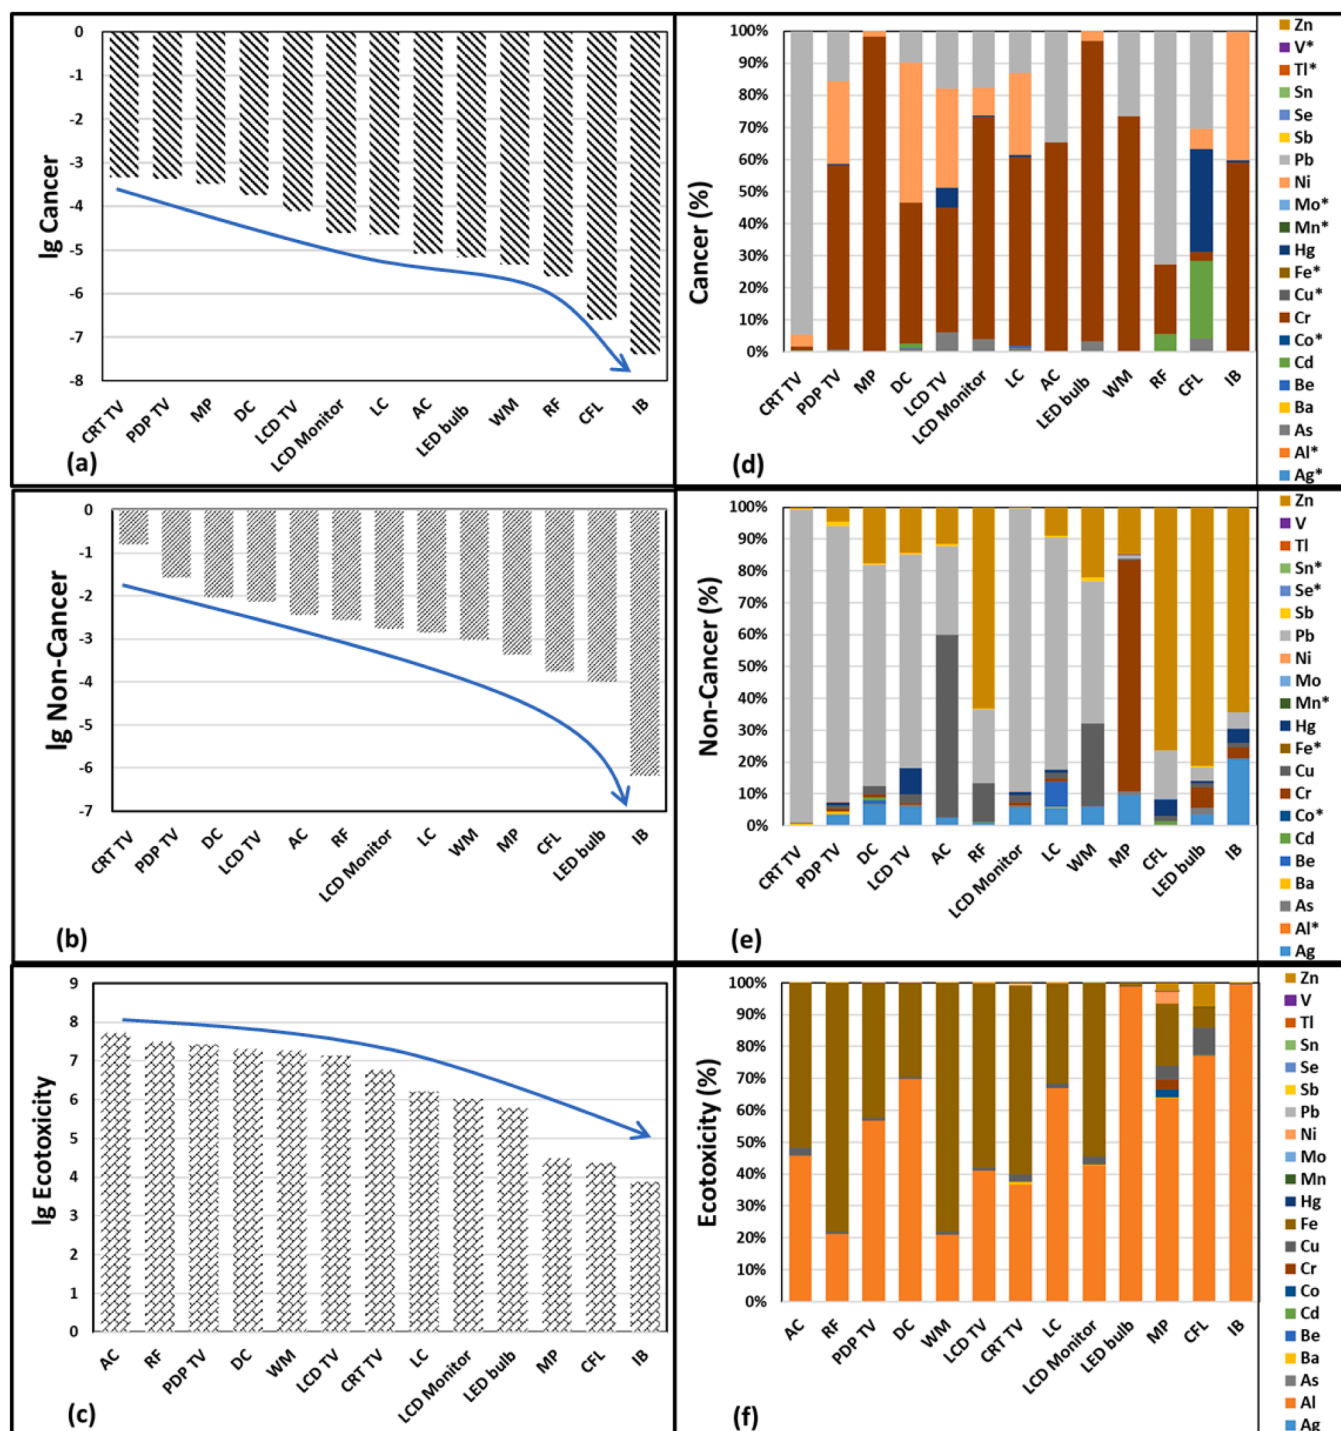 lg Cancer
0
-1
-2
-3
-4
-5
-6
-7
-8
CRT TV
PDP TV
MP
DC
LCD TV
LCD Monitor
LC
AC
LED bulb
WM
RF
CFL
IB
(a)
Cancer (%)
100%
90%
80%
70%
60%
50%
40%
30%
20%
10%
0%
CRT TV
PDP TV
MP
DC
LCD TV
LCD Monitor
LC
AC
LED bulb
WM
RF
CFL
IB
(d)
Zn
V*
Tl*
Sn
Se
Sb
Pb
Ni
Mo*
Mn*
Hg
Fe*
Cu*
Cr
Co*
Cd
Be
Ba
As
Al*
Ag*
lg Non-Cancer
0
-1
-2
-3
-4
-5
-6
-7
CRT TV
PDP TV
DC
LCD TV
AC
RF
LCD Monitor
LC
WM
MP
CFL
LED bulb
IB
(b)
Non-Cancer (%)
100%
90%
80%
70%
60%
50%
40%
30%
20%
10%
0%
CRT TV
PDP TV
DC
LCD TV
AC
RF
LCD Monitor
LC
WM
MP
CFL
LED bulb
IB
(e)
Zn
V
Tl
Sn*
Se*
Sb
Pb
Ni
Mo
Mn*
Hg
Fe*
Cu
Cr
Co*
Cd
Be
Ba
As
Al*
Ag
lg Ecotoxicity
9
8
7
6
5
4
3
2
1
0
AC
RF
PDP TV
DC
WM
LCD TV
CRT TV
LC
LCD Monitor
LED bulb
MP
CFL
IB
(c)
Ecotoxicity (%)
100%
90%
80%
70%
60%
50%
40%
30%
20%
10%
0%
AC
RF
PDP TV
DC
WM
LCD TV
CRT TV
LC
LCD Monitor
LED bulb
MP
CFL
IB
(f)
Zn
V
Tl
Sn
Se
Sb
Pb
Ni
Mo
Mn
Hg
Fe
Cu
Cr
Co
Cd
Be
Ba
As
Al
Ag